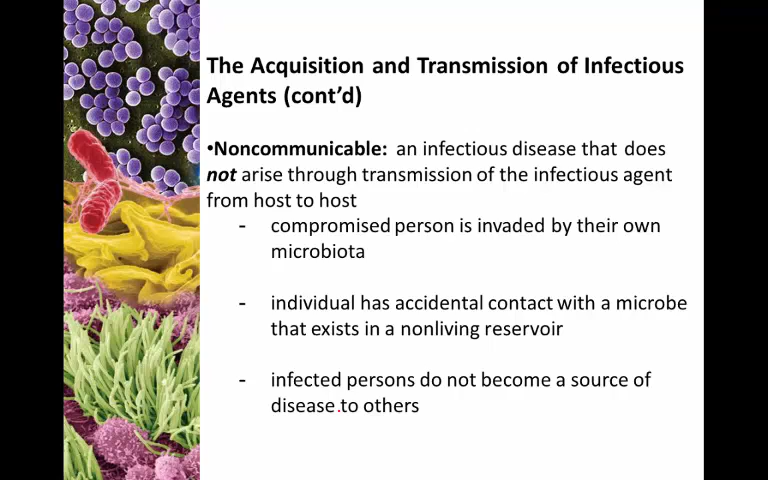 The Acquisition and Transmission of Infectious
Agents (cont’d)
•Noncommunicable: an infectious disease that does
not arise through transmission of the infectious agent
from host to host
- compromised person is invaded by their own
microbiota
- individual has accidental contact with a microbe
that exists in a nonliving reservoir
- infected persons do not become a source of
disease to others